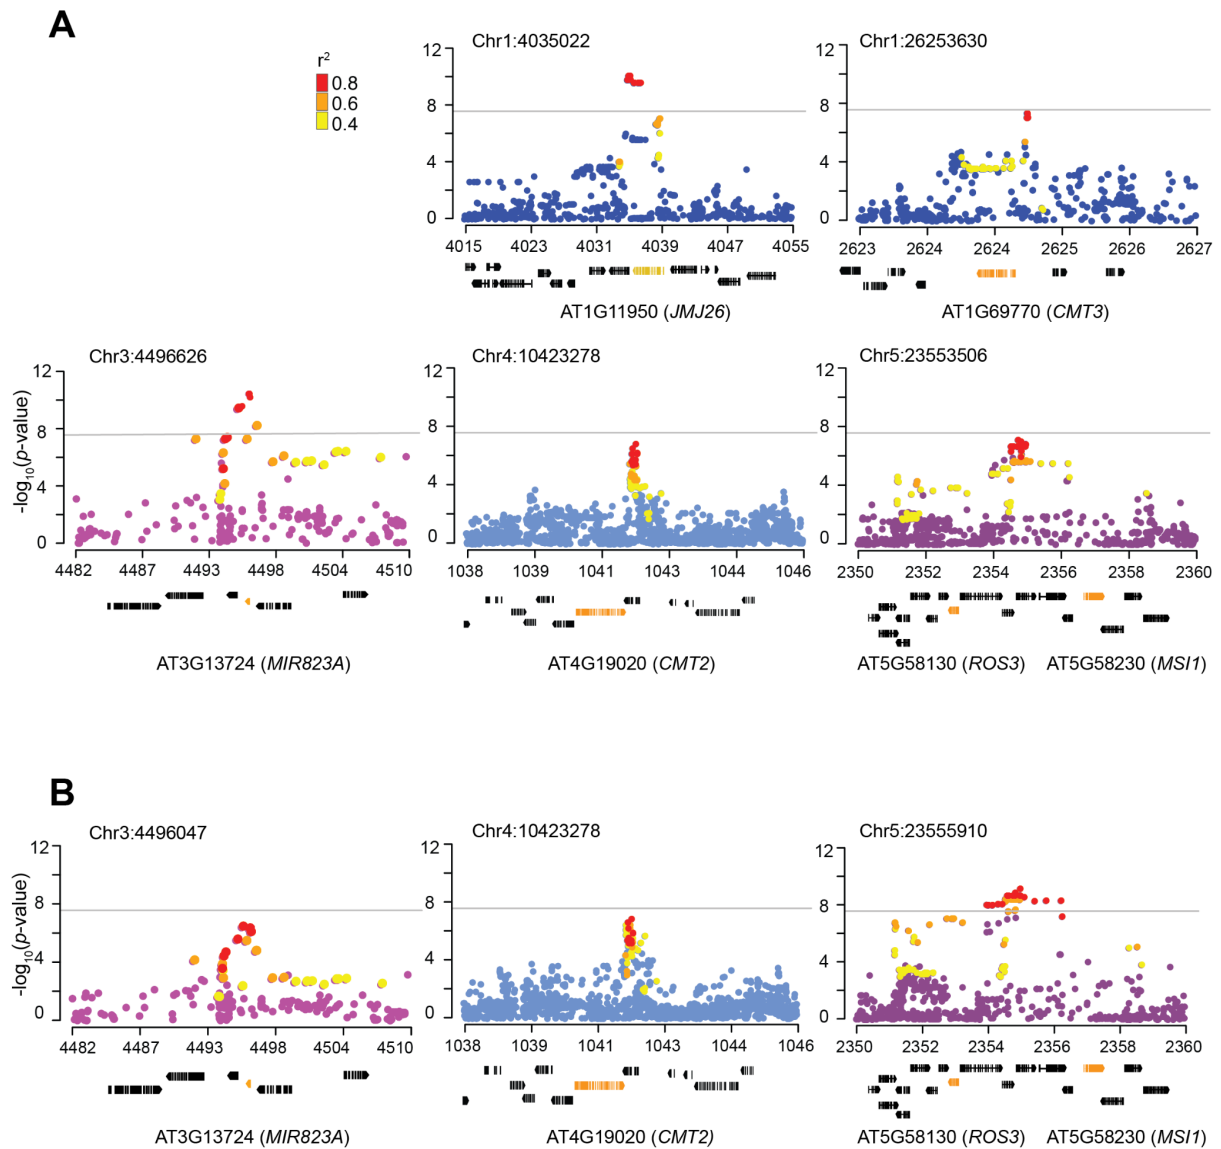 A
r²
0.8
0.6
0.4
Chr1:4035022
12
8
4
0
4015 4023 4031 4039 4047 4055
AT1G11950 (JMJ26)
Chr1:26253630
12
8
4
0
2623 2624 2624 2625 2626 2627
AT1G69770 (CMT3)
-log₁₀(p-value)
Chr3:4496626
12
8
4
0
4482 4487 4493 4498 4504 4510
AT3G13724 (MIR823A)
Chr4:10423278
12
8
4
0
1038 1039 1041 1043 1044 1046
AT4G19020 (CMT2)
Chr5:23553506
12
8
4
0
2350 2352 2354 2356 2358 2360
AT5G58130 (ROS3) AT5G58230 (MSI1)
B
-log₁₀(p-value)
Chr3:4496047
12
8
4
0
4482 4487 4493 4498 4504 4510
AT3G13724 (MIR823A)
Chr4:10423278
12
8
4
0
1038 1039 1041 1043 1044 1046
AT4G19020 (CMT2)
Chr5:23555910
12
8
4
0
2350 2352 2354 2356 2358 2360
AT5G58130 (ROS3) AT5G58230 (MSI1)